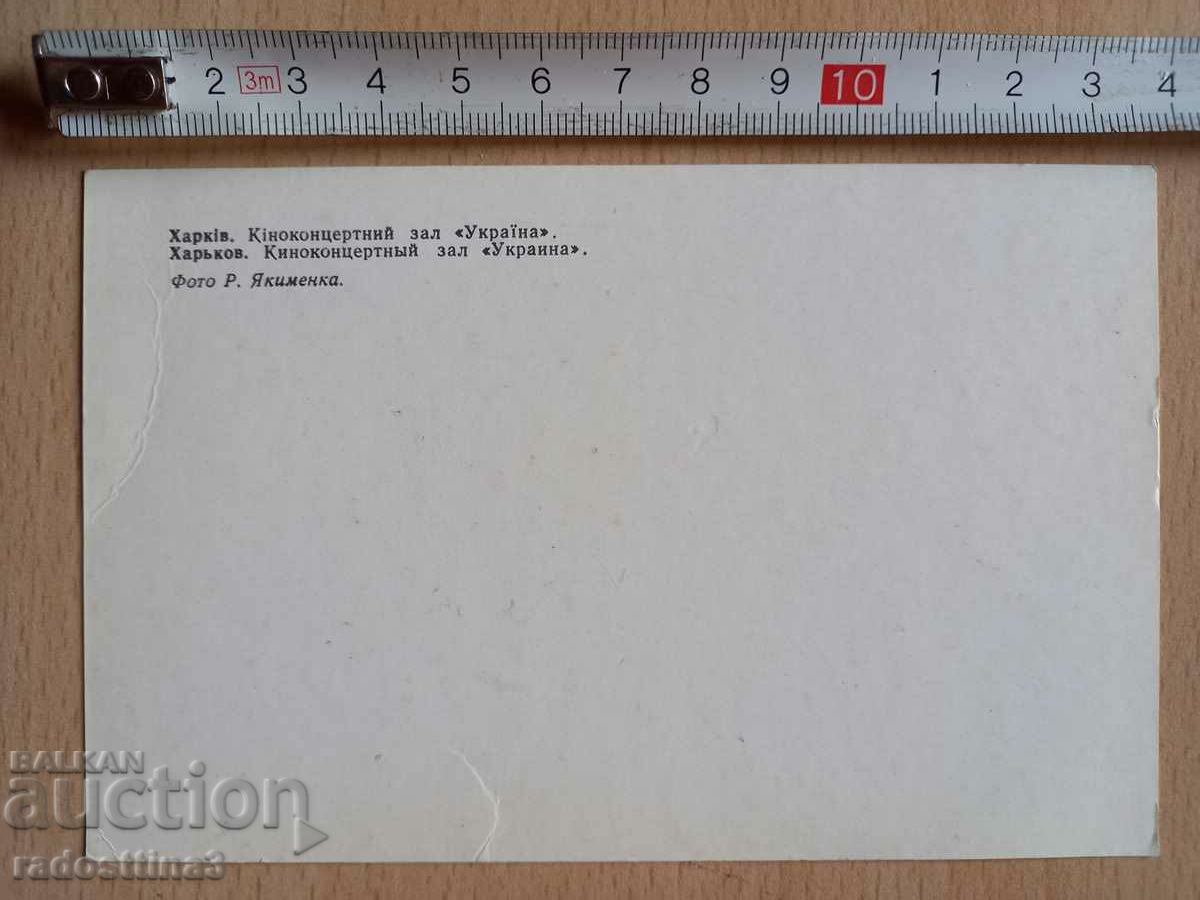 2 3m 3 4 5 6 7 8 9 10 1 2 3 4
Харків. Кіноконцертний зал «Україна».
Харьков. Киноконцертный зал «Украина».
Фото Р. Якименка.
BALKAN
auction
radosttina3